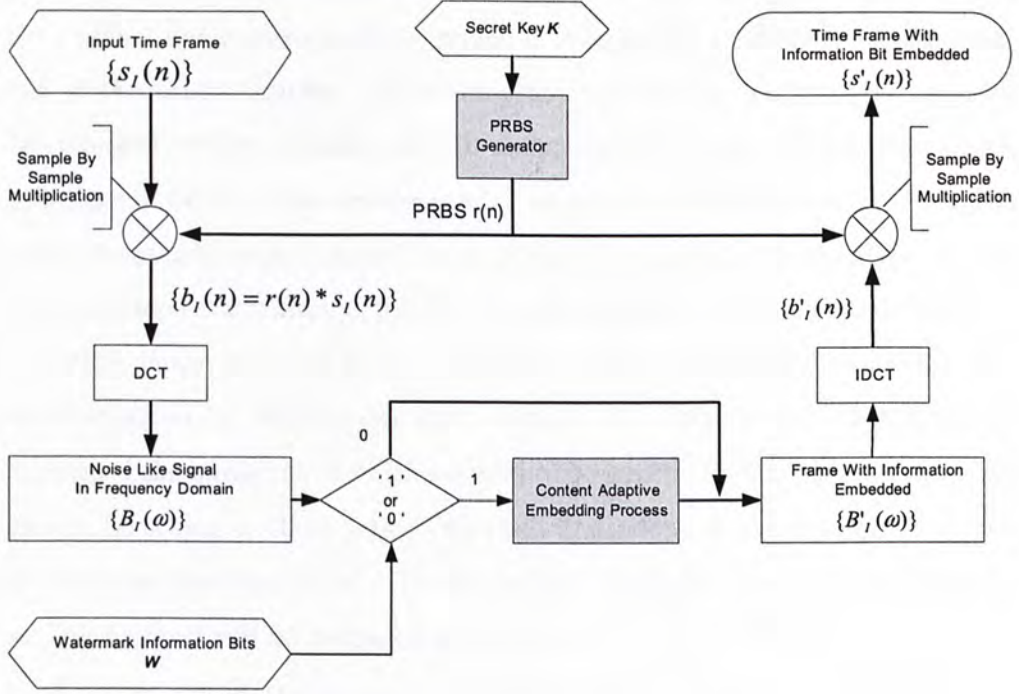 Input Time Frame
{s_I(n)}
Secret Key K
Time Frame With
Information Bit Embedded
{s'_I(n)}
PRBS
Generator
Sample By
Sample
Multiplication
Sample By
Sample
Multiplication
PRBS r(n)
{b_I(n) = r(n) * s_I(n)}
{b'_I(n)}
DCT
IDCT
0
Noise Like Signal
In Frequency Domain
{B_I(ω)}
' 1 '
or
' 0 '
1
Content Adaptive
Embedding Process
Frame With Information
Embedded
{B'_I(ω)}
Watermark Information Bits
W